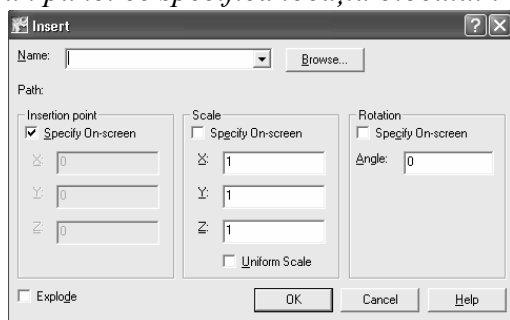 Insert
Name: Browse...
Path:
Insertion point
Specify On-screen
X: 0
Y: 0
Z: 0
Scale
Specify On-screen
X: 1
Y: 1
Z: 1
Uniform Scale
Rotation
Specify On-screen
Angle: 0
Explode OK Cancel Help